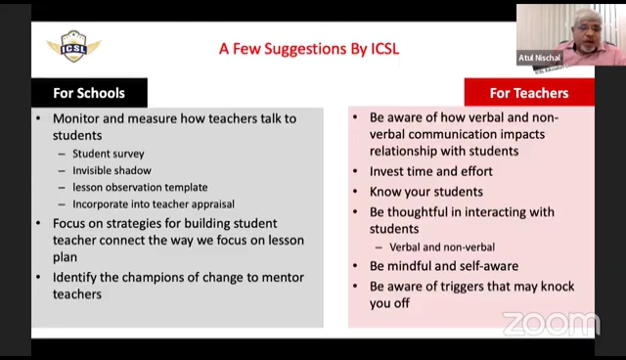 ICSL
A Few Suggestions By ICSL
Atul Nischal
For Schools
• Monitor and measure how teachers talk to
students
– Student survey
– Invisible shadow
– lesson observation template
– Incorporate into teacher appraisal
• Focus on strategies for building student
teacher connect the way we focus on lesson
plan
• Identify the champions of change to mentor
teachers
For Teachers
• Be aware of how verbal and non-
verbal communication impacts
relationship with students
• Invest time and effort
• Know your students
• Be thoughtful in interacting with
students
– Verbal and non-verbal
• Be mindful and self-aware
• Be aware of triggers that may knock
you off
zoom